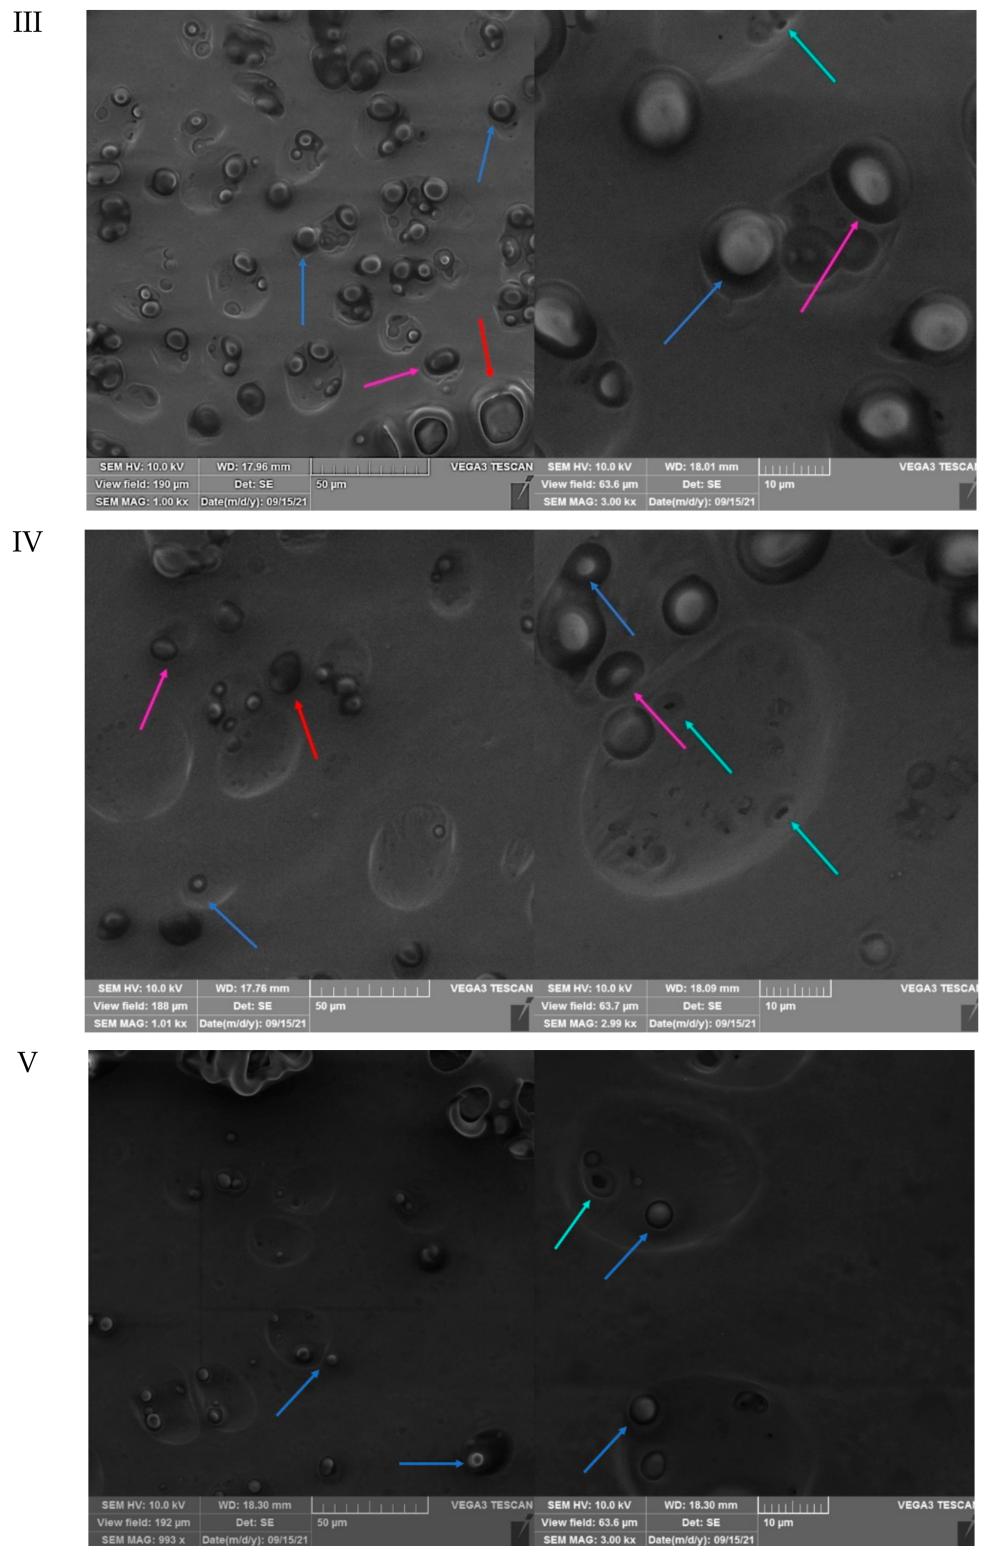 III
SEM HV: 10.0 kV WD: 17.96 mm VEGA3 TESCAN
View field: 190 µm Det: SE 50 µm
SEM MAG: 1.00 kx Date(m/d/y): 09/15/21
SEM HV: 10.0 kV WD: 18.01 mm VEGA3 TESCAN
View field: 63.6 µm Det: SE 10 µm
SEM MAG: 3.00 kx Date(m/d/y): 09/15/21
IV
SEM HV: 10.0 kV WD: 17.76 mm VEGA3 TESCAN
View field: 188 µm Det: SE 50 µm
SEM MAG: 1.01 kx Date(m/d/y): 09/15/21
SEM HV: 10.0 kV WD: 18.09 mm VEGA3 TESCAN
View field: 63.7 µm Det: SE 10 µm
SEM MAG: 2.99 kx Date(m/d/y): 09/15/21
V
SEM HV: 10.0 kV WD: 18.30 mm VEGA3 TESCAN
View field: 192 µm Det: SE 50 µm
SEM MAG: 993 x Date(m/d/y): 09/15/21
SEM HV: 10.0 kV WD: 18.30 mm VEGA3 TESCA
View field: 63.6 µm Det: SE 10 µm
SEM MAG: 3.00 kx Date(m/d/y): 09/15/21